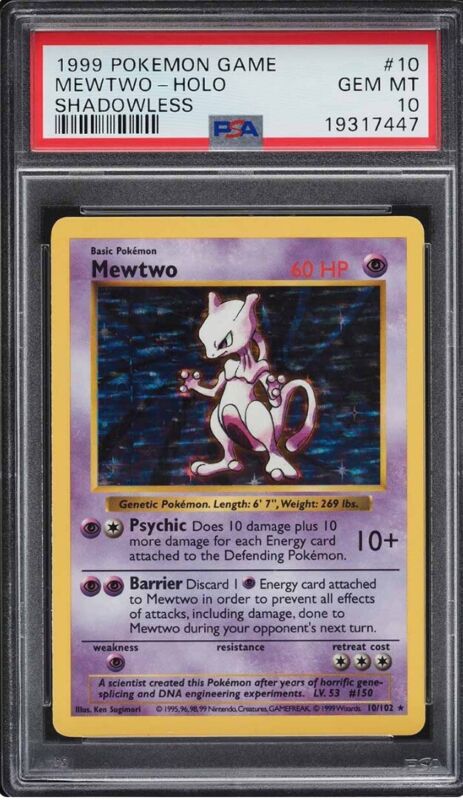 1999 POKEMON GAME #10
MEWTWO – HOLO GEM MT
SHADOWLESS 10
PSA 19317447
Basic Pokémon
Mewtwo 60 HP
Genetic Pokémon. Length: 6' 7", Weight: 269 lbs.
Psychic Does 10 damage plus 10
more damage for each Energy card
attached to the Defending Pokémon.
10+
Barrier Discard 1 Energy card attached
to Mewtwo in order to prevent all effects
of attacks, including damage, done to
Mewtwo during your opponent's next turn.
weakness resistance retreat cost
A scientist created this Pokémon after years of horrific gene-
splicing and DNA engineering experiments. LV. 53 #150
Illus. Ken Sugimori © 1995, 96, 98, 99 Nintendo, Creatures, GAMEFREAK. © 1999 Wizards. 10/102 ★
PSA